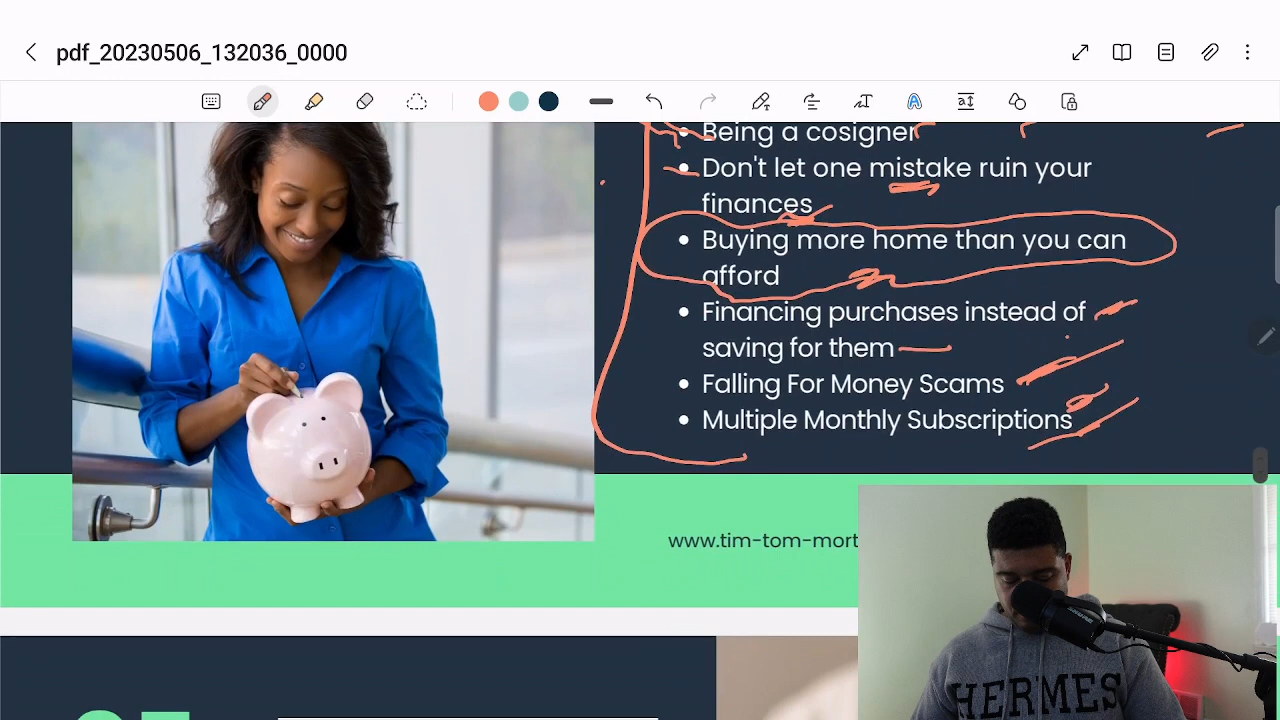 pdf_20230506_132036_0000
Being a cosigner
Don't let one mistake ruin your
finances
Buying more home than you can
afford
Financing purchases instead of
saving for them
Falling For Money Scams
Multiple Monthly Subscriptions
www.tim-tom-mort
HERMES